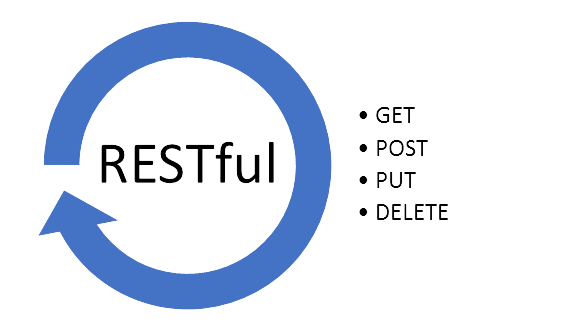 RESTful
• GET
• POST
• PUT
• DELETE